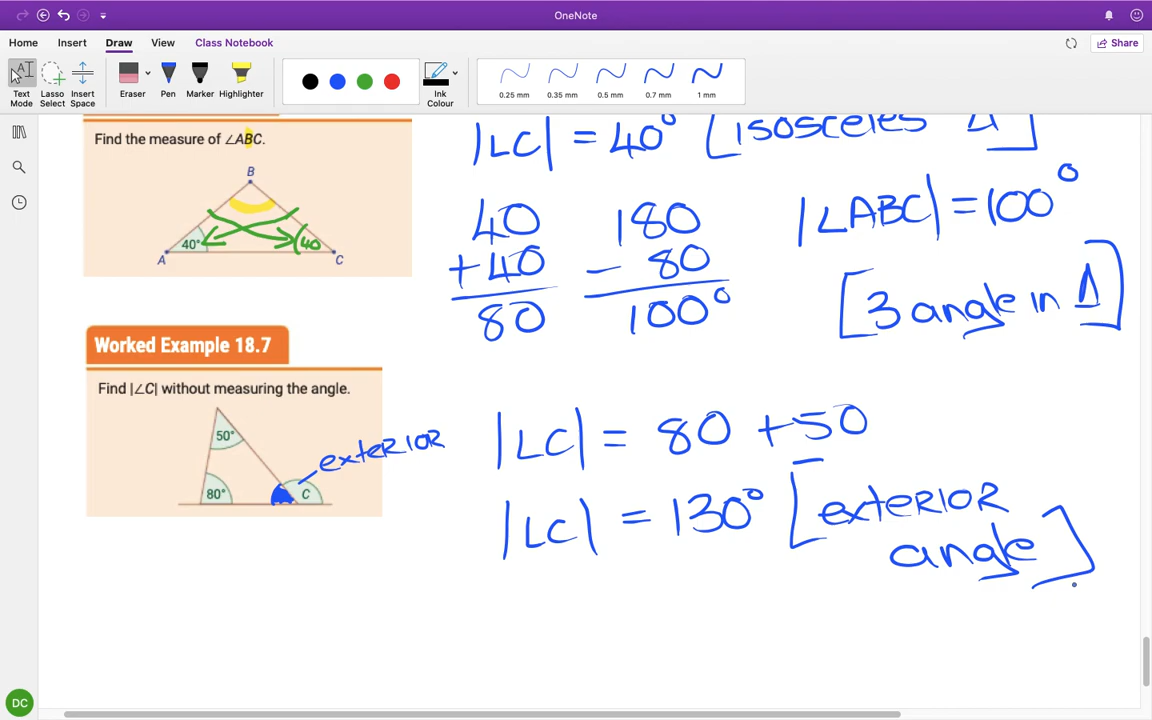 OneNote
Home Insert Draw View Class Notebook
Share
Text Mode
Lasso Select
Insert Space
Eraser
Pen
Marker
Highlighter
Ink Colour
0.25 mm 0.35 mm 0.5 mm 0.7 mm 1 mm
Find the measure of ∠ABC.
B
40°
40
A
C
|∠C| = 40° [isosceles Δ]
40
+40
80
180
- 80
100°
|∠ABC| = 100°
[3 angle in Δ]
Worked Example 18.7
Find |∠C| without measuring the angle.
50°
80°
C
exterior
|∠C| = 80 + 50
|∠C| = 130° [exterior
angle]
DC